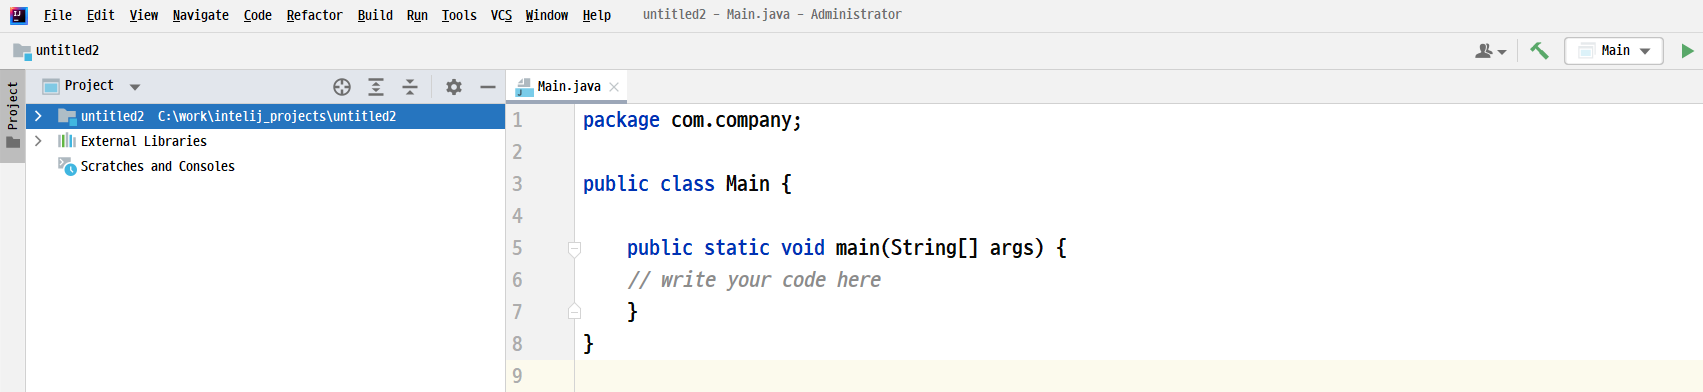 File Edit View Navigate Code Refactor Build Run Tools VCS Window Help untitled2 - Main.java - Administrator
untitled2
Main
Project
Project
Main.java
untitled2 C:\work\intelij_projects\untitled2
External Libraries
Scratches and Consoles
1 package com.company;
2
3 public class Main {
4
5 public static void main(String[] args) {
6 // write your code here
7 }
8 }
9